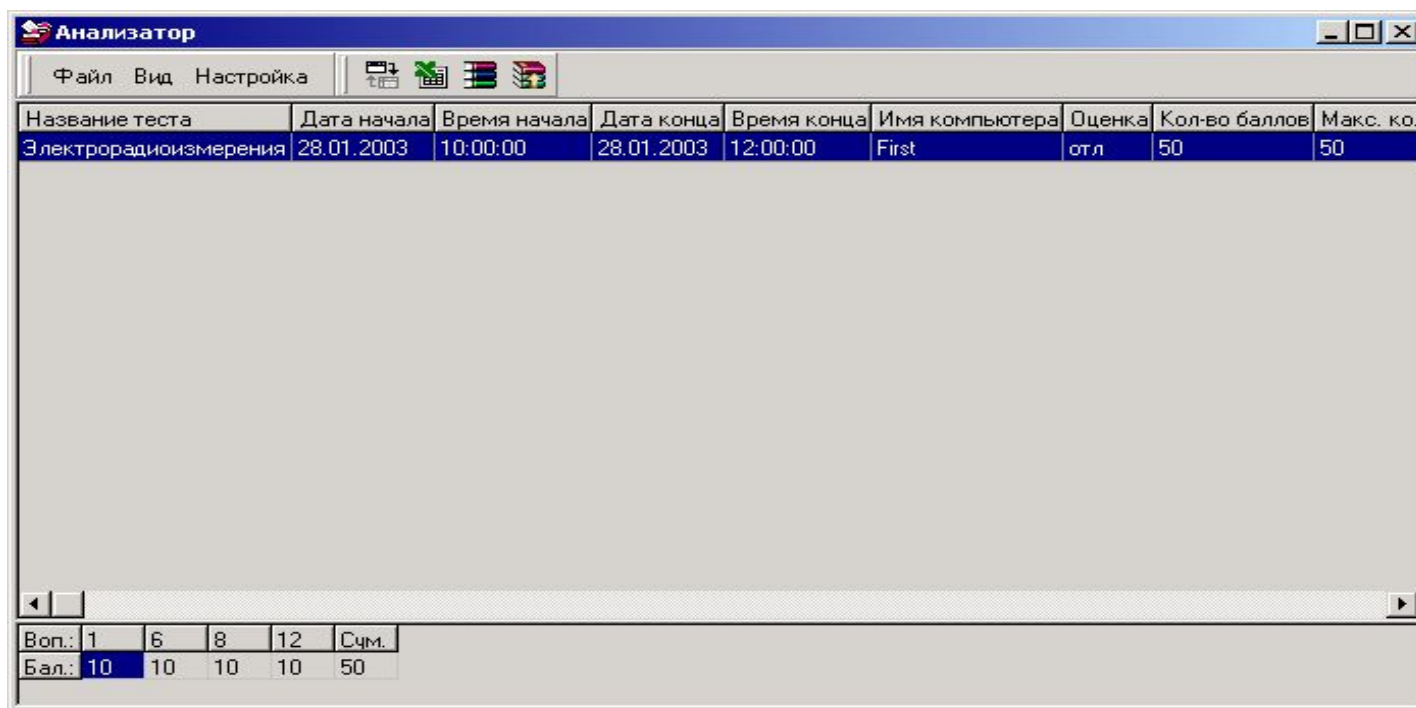 Анализатор
Файл Вид Настройка
Название теста Дата начала Время начала Дата конца Время конца Имя компьютера Оценка Кол-во баллов Макс. ко
Электрорадиоизмерения 28.01.2003 10:00:00 28.01.2003 12:00:00 First отл 50 50
Воп.: 1 6 8 12 Сум.
Бал.: 10 10 10 10 50